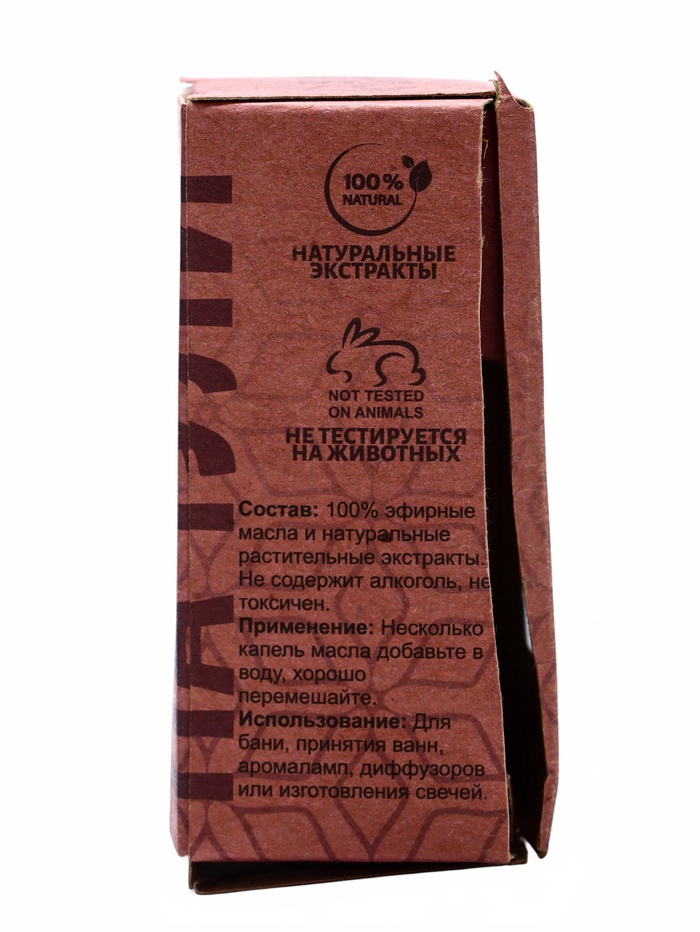 100%
NATURAL
НАТУРАЛЬНЫЕ
ЭКСТРАКТЫ
NOT TESTED
ON ANIMALS
НЕ ТЕСТИРУЕТСЯ
НА ЖИВОТНЫХ
Состав: 100% эфирные
масла и натуральные
растительные экстракты.
Не содержит алкоголь, не
токсичен.
Применение: Несколько
капель масла добавьте в
воду, хорошо
перемешайте.
Использование: Для
бани, принятия ванн,
аромаламп, диффузоров
или изготовления свечей.